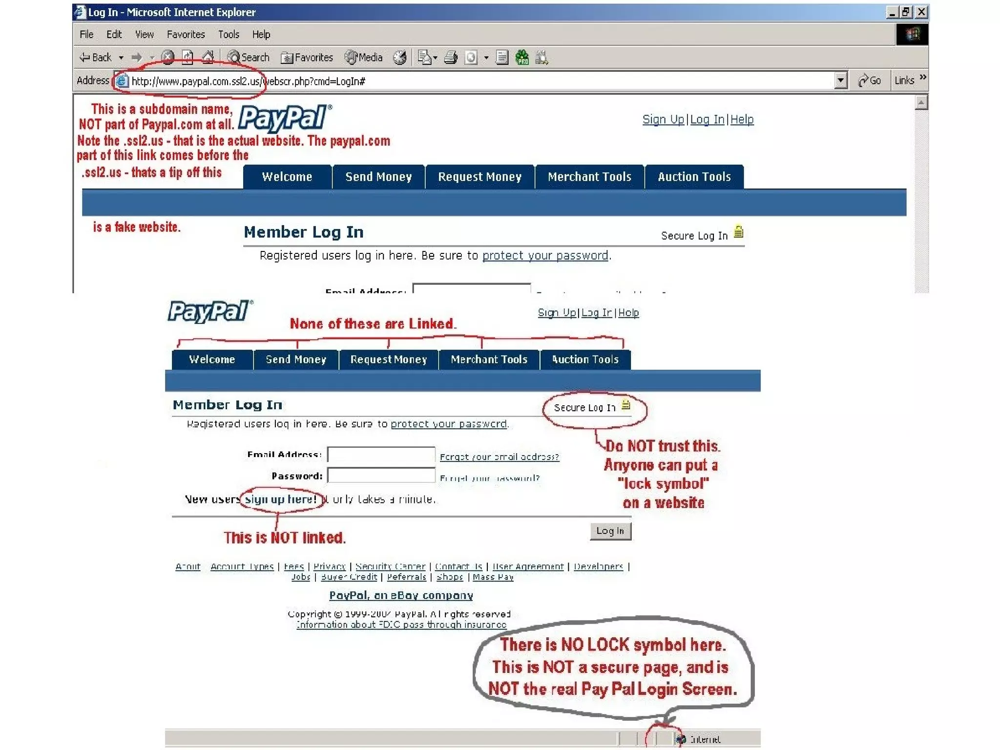 Log In - Microsoft Internet Explorer
File Edit View Favorites Tools Help
Back Search Favorites Media PRO
Address http://www.paypal.com.ssl2.us/webscr.php?cmd=LogIn# Go Links »
This is a subdomain name,
NOT part of Paypal.com at all.
Note the .ssl2.us - that is the actual website. The paypal.com
part of this link comes before the
.ssl2.us - thats a tip off this
is a fake website.
PayPal®
Sign Up | Log In | Help
Welcome Send Money Request Money Merchant Tools Auction Tools
Member Log In
Secure Log In
Registered users log in here. Be sure to protect your password.
Email Address:
PayPal®
Sign Up | Log In | Help
None of these are Linked.
Welcome Send Money Request Money Merchant Tools Auction Tools
Member Log In
Secure Log In
Registered users log in here. Be sure to protect your password.
Do NOT trust this.
Anyone can put a
"lock symbol"
on a website
Email Address: Forget your email address?
Password: Forget your password?
New users sign up here! It only takes a minute.
This is NOT linked.
Log In
About Account Types | Fees | Privacy | Security Center | Contact Us | User Agreement | Developers |
Jobs | Buyer Credit | Referrals | Shops | Mass Pay
PayPal, an eBay company
Copyright © 1999-2004 PayPal. All rights reserved
Information about FDIC pass through insurance
There is NO LOCK symbol here.
This is NOT a secure page, and is
NOT the real Pay Pal Login Screen.
Internet